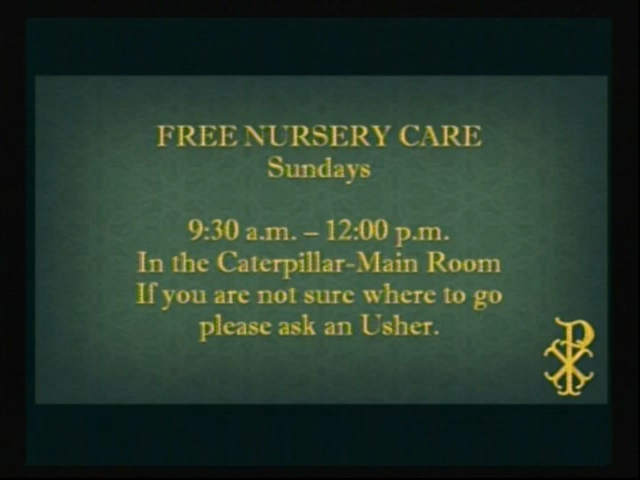 FREE NURSERY CARE
Sundays
9:30 a.m. – 12:00 p.m.
In the Caterpillar-Main Room
If you are not sure where to go
please ask an Usher.